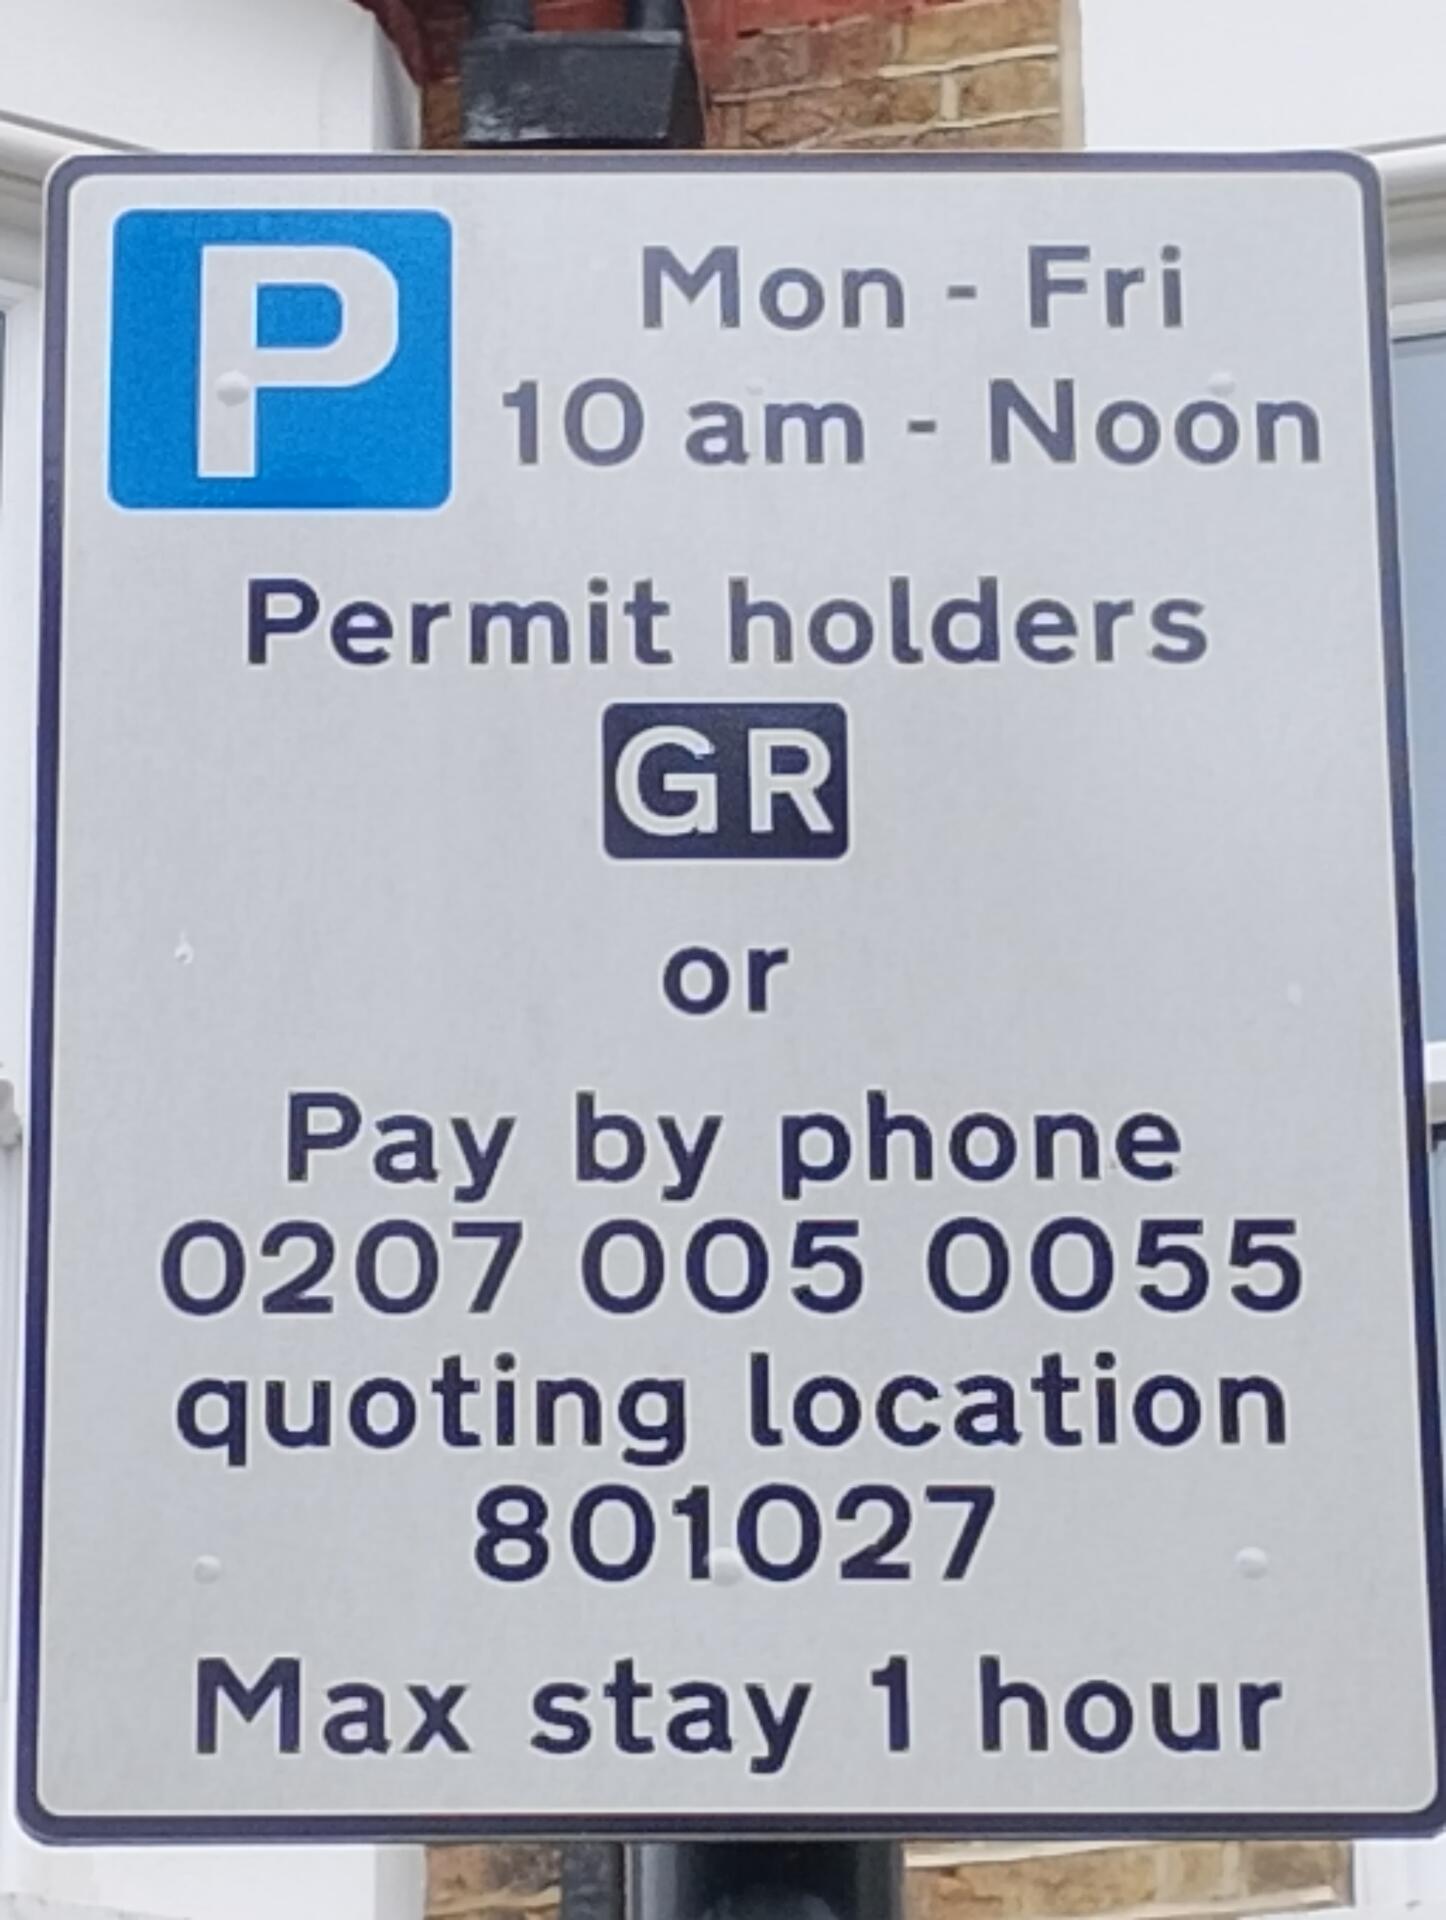 P
Mon - Fri
10 am - Noon
Permit holders
GR
or
Pay by phone
0207 005 0055
quoting location
801027
Max stay 1 hour